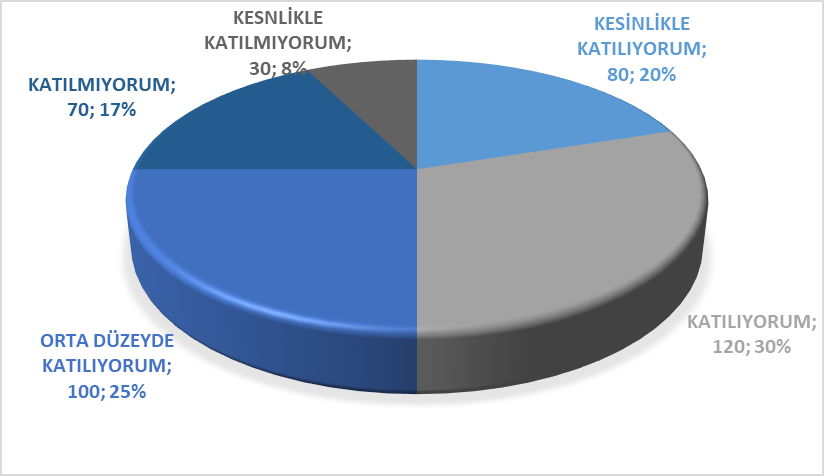 KESNLİKLE
KATILMIYORUM;
30; 8%
KESİNLİKLE
KATILIYORUM;
80; 20%
KATILMIYORUM;
70; 17%
KATILIYORUM;
120; 30%
ORTA DÜZEYDE
KATILIYORUM;
100; 25%